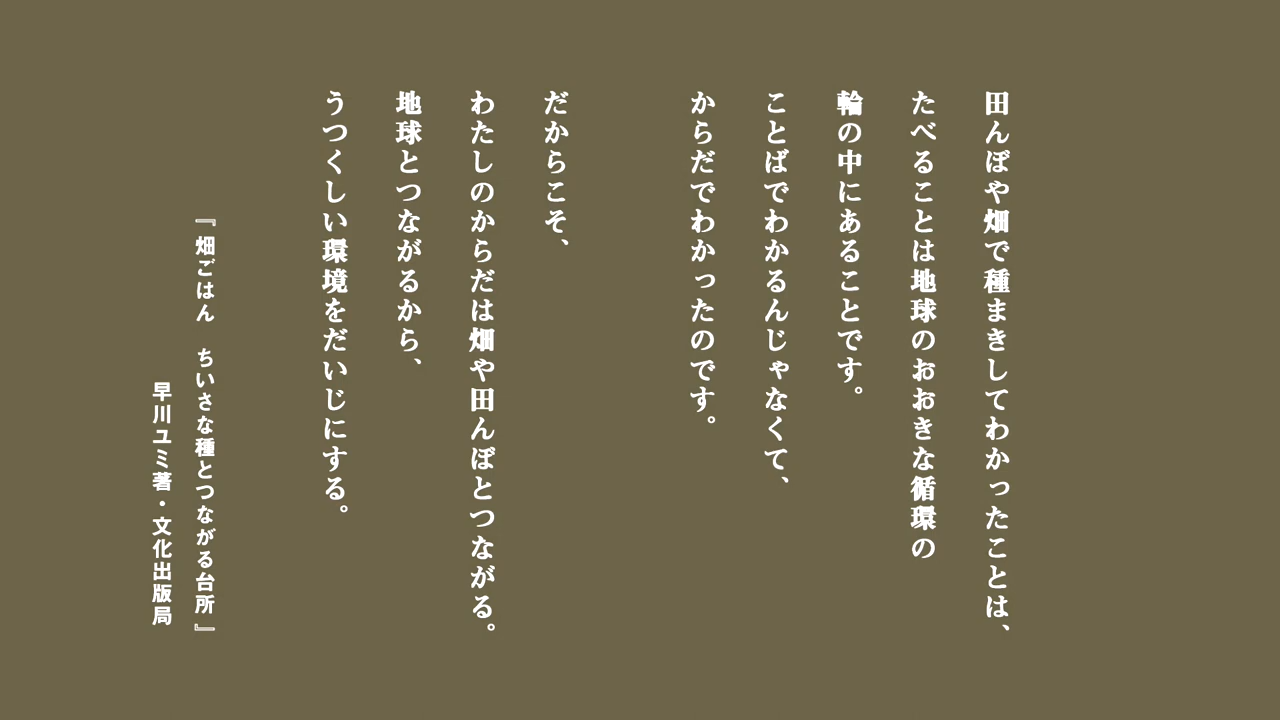 田んぼや畑で種まきしてわかったことは、
たべることは地球のおおきな循環の
輪の中にあることです。
ことばでわかるんじゃなくて、
からだでわかったのです。
だからこそ、
わたしのからだは畑や田んぼとつながる。
地球とつながるから、
うつくしい環境をだいじにする。
『畑ごはん　ちいさな種とつながる台所』
早川ユミ著・文化出版局